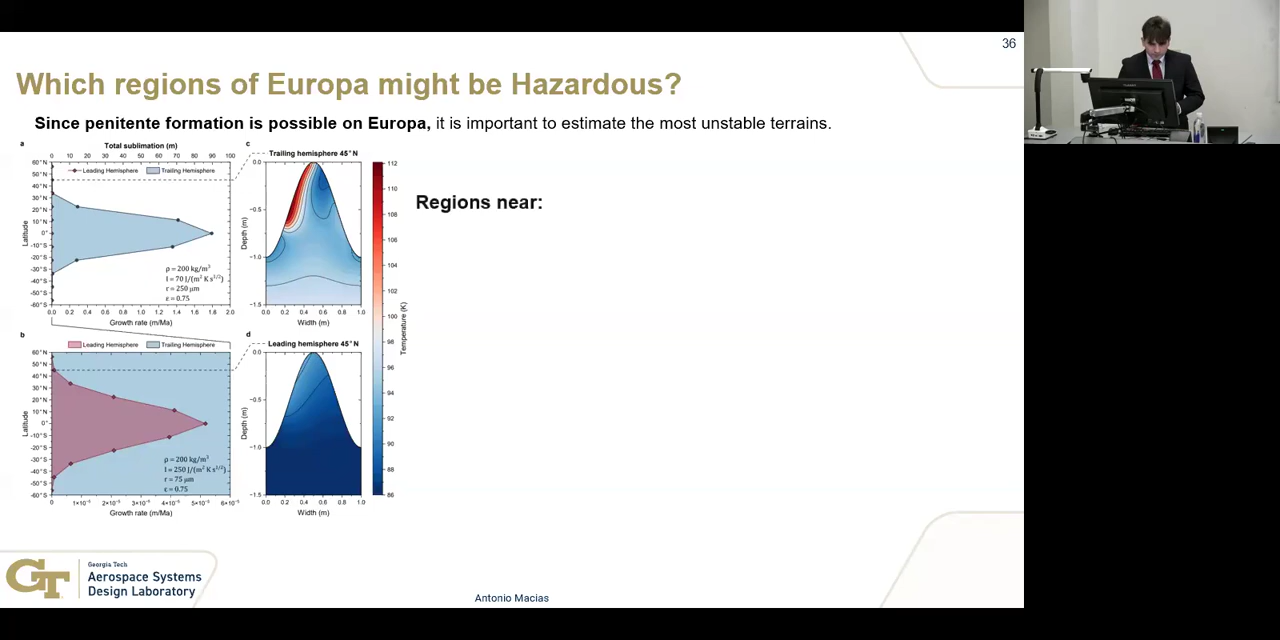 36
Which regions of Europa might be Hazardous?
Since penitente formation is possible on Europa, it is important to estimate the most unstable terrains.
a
Total sublimation (m)
0 10 20 30 40 50 60 70 80 90 100
Leading Hemisphere Trailing Hemisphere
60°N
50°N
40°N
30°N
20°N
10°N
0°
-10°S
-20°S
-30°S
-40°S
-50°S
-60°S
Latitude
ρ = 200 kg/m³
I = 70 J/(m² K s¹/²)
r = 250 μm
ε = 0.75
0.0 0.2 0.4 0.6 0.8 1.0 1.2 1.4 1.6 1.8 2.0
Growth rate (m/Ma)
c
Trailing hemisphere 45°N
0.0
−0.5
−1.0
−1.5
Depth (m)
0.0 0.2 0.4 0.6 0.8 1.0
Width (m)
112
110
108
106
104
102
100
98
96
94
92
90
88
86
Temperature (K)
Regions near:
b
Leading Hemisphere Trailing Hemisphere
60°N
50°N
40°N
30°N
20°N
10°N
0°
-10°S
-20°S
-30°S
-40°S
-50°S
-60°S
Latitude
ρ = 200 kg/m³
I = 250 J/(m² K s¹/²)
r = 75 μm
ε = 0.75
0 1×10⁻⁵ 2×10⁻⁵ 3×10⁻⁵ 4×10⁻⁵ 5×10⁻⁵ 6×10⁻⁵
Growth rate (m/Ma)
d
Leading hemisphere 45°N
0.0
−0.5
−1.0
−1.5
Depth (m)
0.0 0.2 0.4 0.6 0.8 1.0
Width (m)
GT
Georgia Tech
Aerospace Systems
Design Laboratory
Antonio Macias